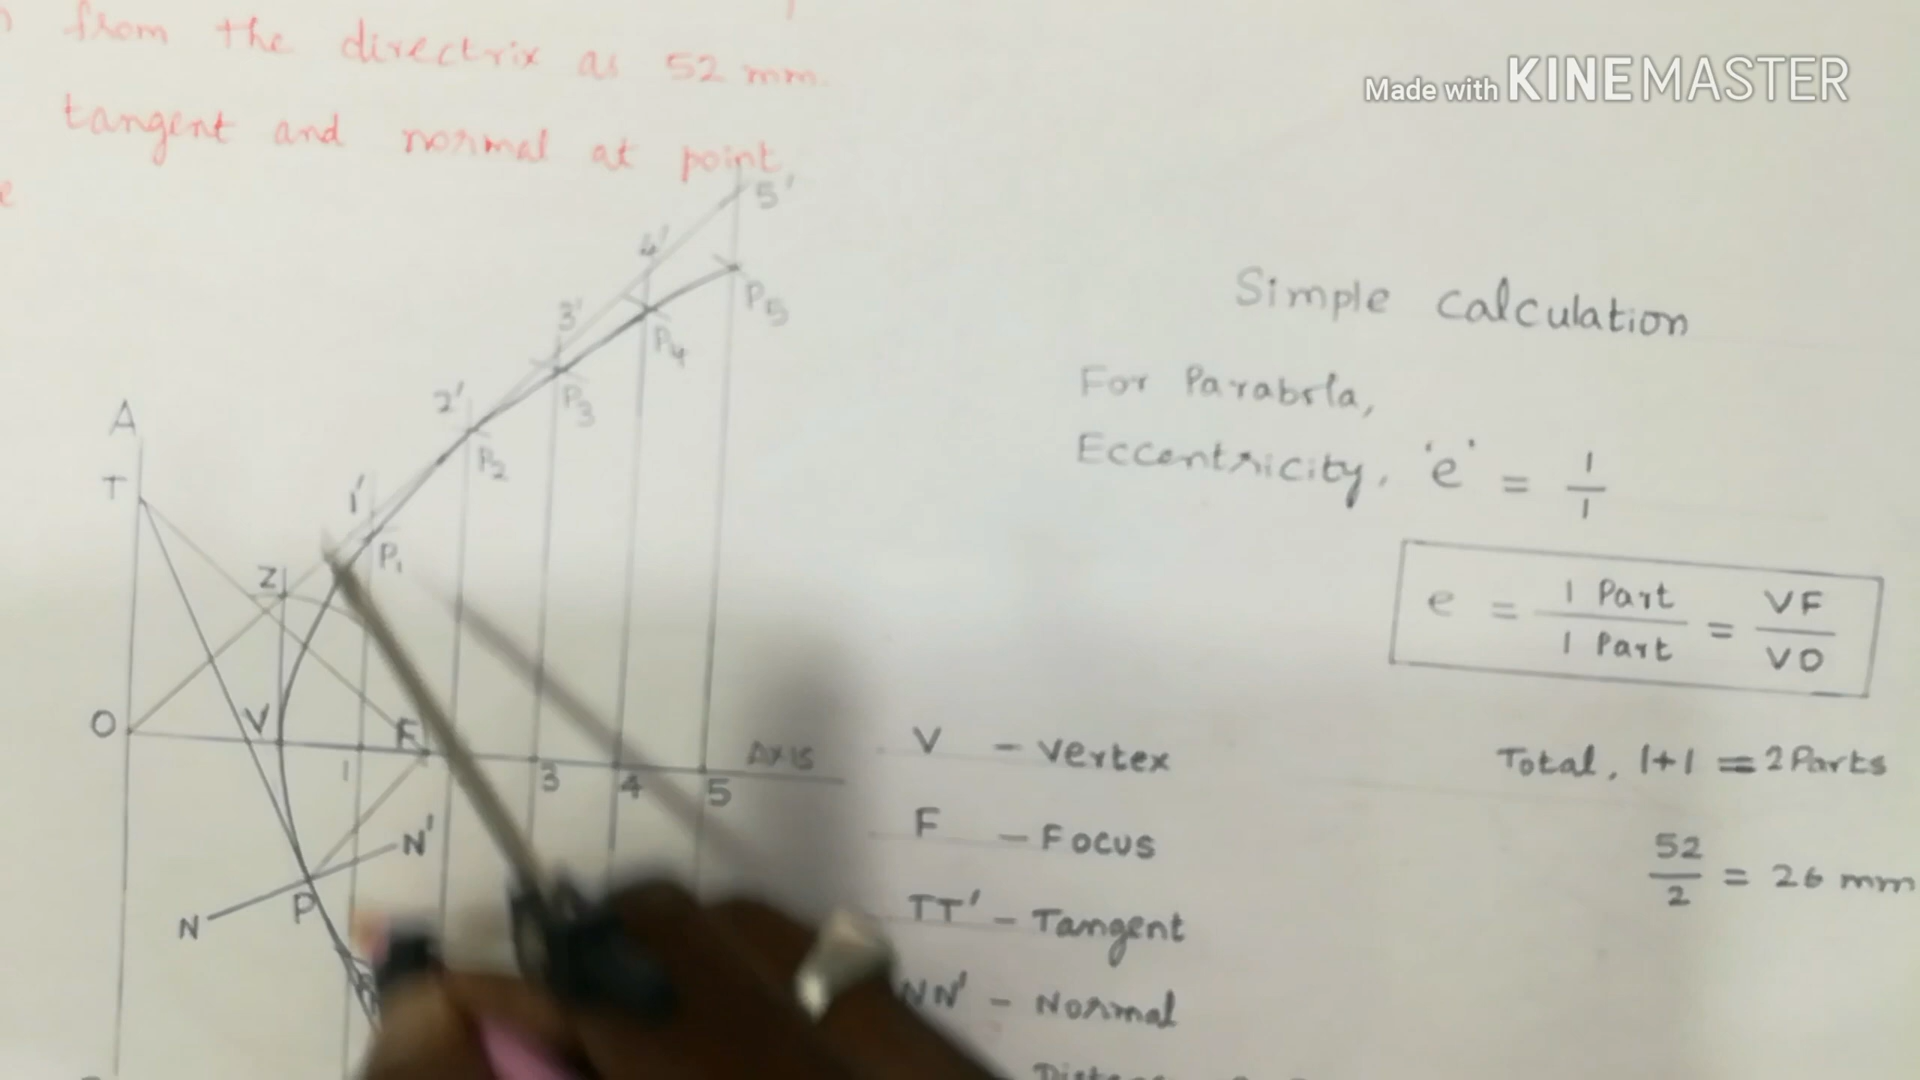 from the directrix as 52 mm.
tangent and normal at point
Made with KINEMASTER
5'
4'
P5
3'
P4
2'
P3
A
P2
T
1'
P1
Z
O
V
F
1
3
4
5
AXIS
N'
P
N
Simple Calculation
For Parabola,
Eccentricity, 'e' = 1/1
e = 1 Part / 1 Part = VF / VO
Total, 1+1 = 2 Parts
52/2 = 26 mm
V - Vertex
F - Focus
TT' - Tangent
NN' - Normal